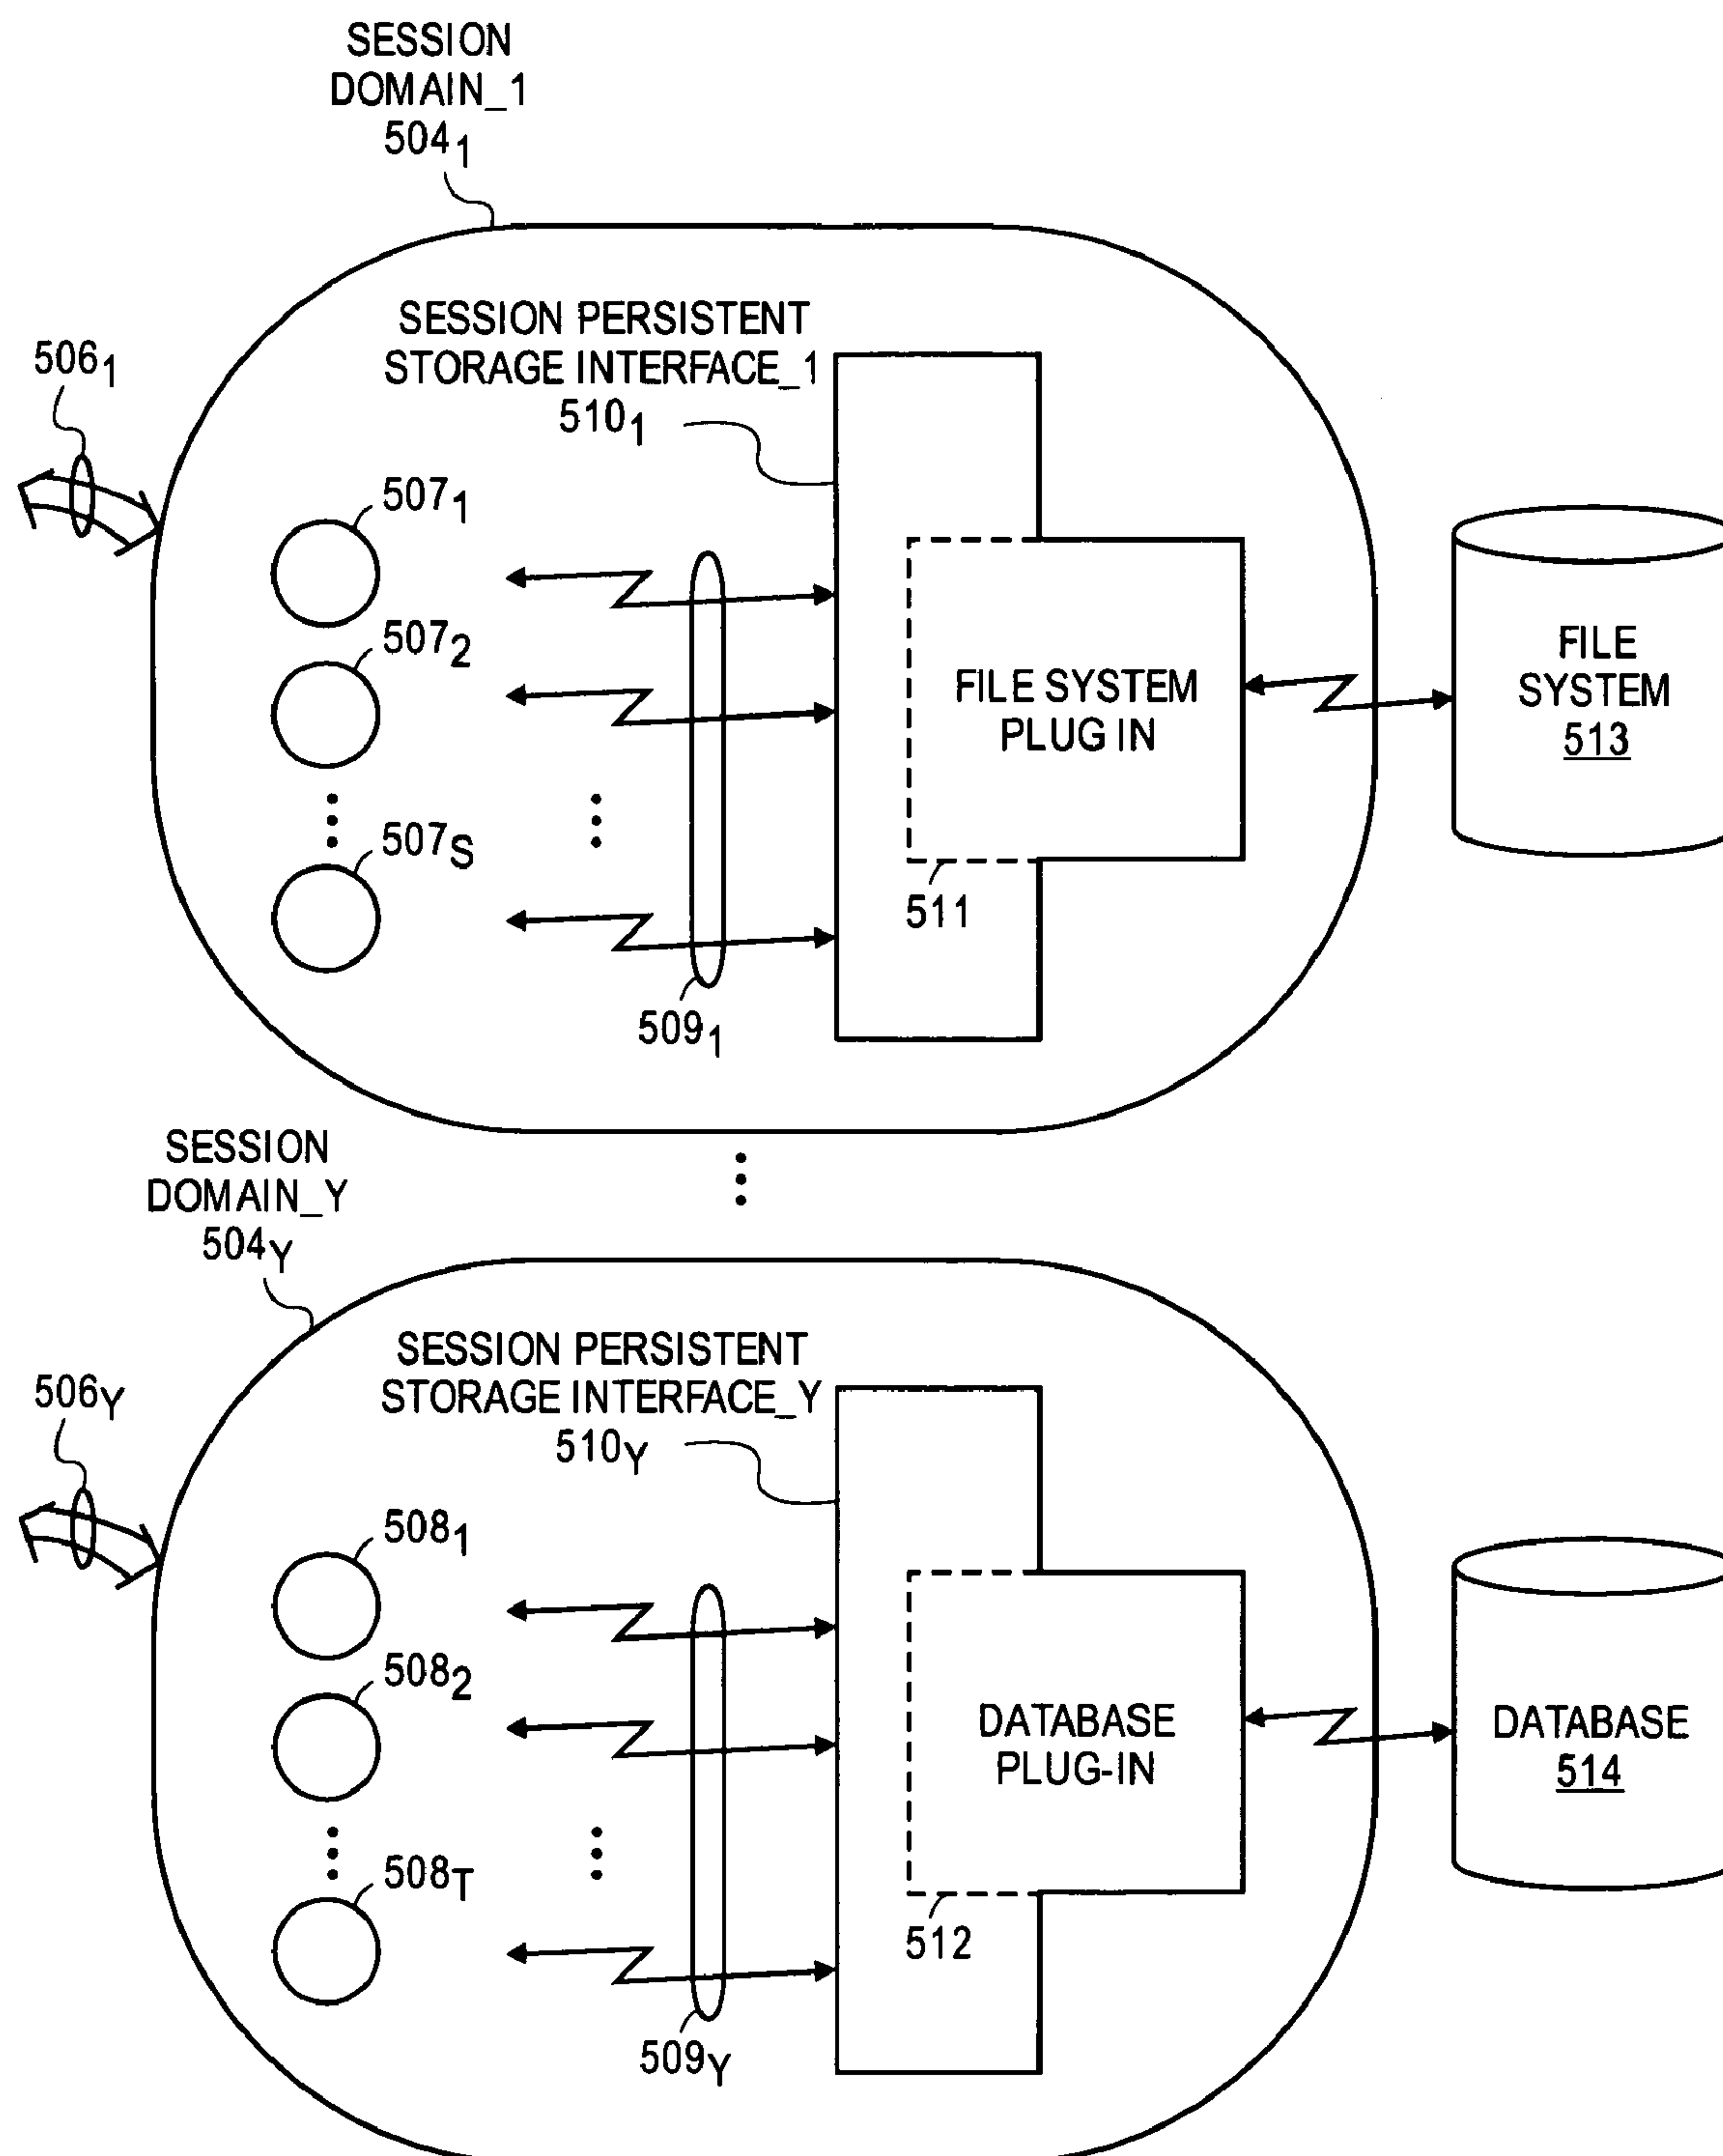 SESSION
DOMAIN_1
504₁
SESSION PERSISTENT
STORAGE INTERFACE_1
510₁
506₁
507₁
507₂
507S
509₁
FILE SYSTEM
PLUG IN
511
FILE
SYSTEM
513
SESSION
DOMAIN_Y
504Y
SESSION PERSISTENT
STORAGE INTERFACE_Y
510Y
506Y
508₁
508₂
508T
509Y
DATABASE
PLUG-IN
512
DATABASE
514